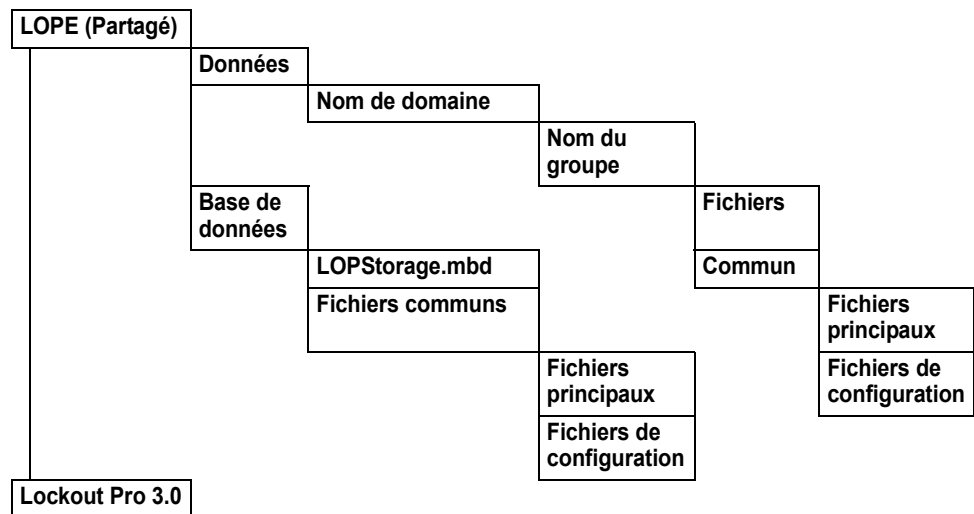 LOPE (Partagé)
Données
Nom de domaine
Nom du
groupe
Base de
données
Fichiers
LOPStorage.mbd
Commun
Fichiers communs
Fichiers
principaux
Fichiers
principaux
Fichiers de
configuration
Fichiers de
configuration
Lockout Pro 3.0